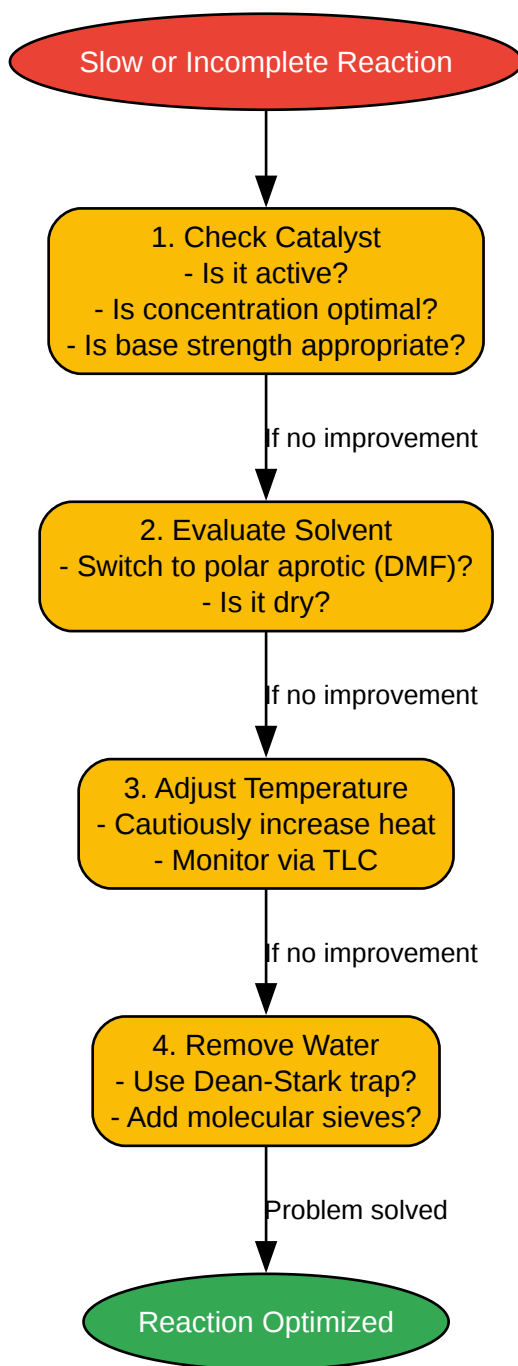 Slow or Incomplete Reaction
1. Check Catalyst
- Is it active?
- Is concentration optimal?
- Is base strength appropriate?
If no improvement
2. Evaluate Solvent
- Switch to polar aprotic (DMF)?
- Is it dry?
If no improvement
3. Adjust Temperature
- Cautiously increase heat
- Monitor via TLC
If no improvement
4. Remove Water
- Use Dean-Stark trap?
- Add molecular sieves?
Problem solved
Reaction Optimized